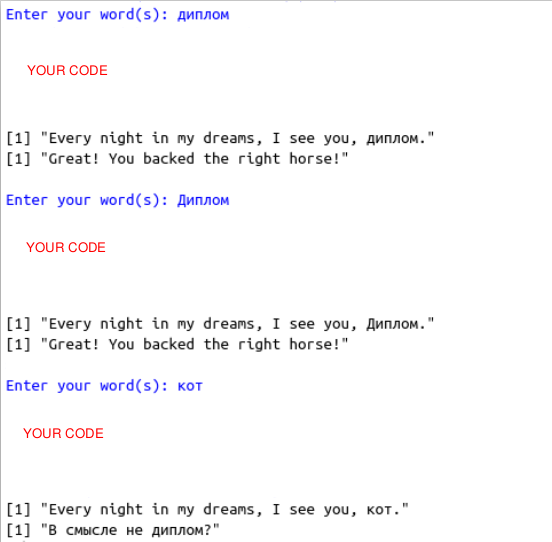 Enter your word(s): диплом
YOUR CODE
[1] "Every night in my dreams, I see you, диплом."
[1] "Great! You backed the right horse!"
Enter your word(s): Диплом
YOUR CODE
[1] "Every night in my dreams, I see you, Диплом."
[1] "Great! You backed the right horse!"
Enter your word(s): кот
YOUR CODE
[1] "Every night in my dreams, I see you, кот."
[1] "В смысле не диплом?"